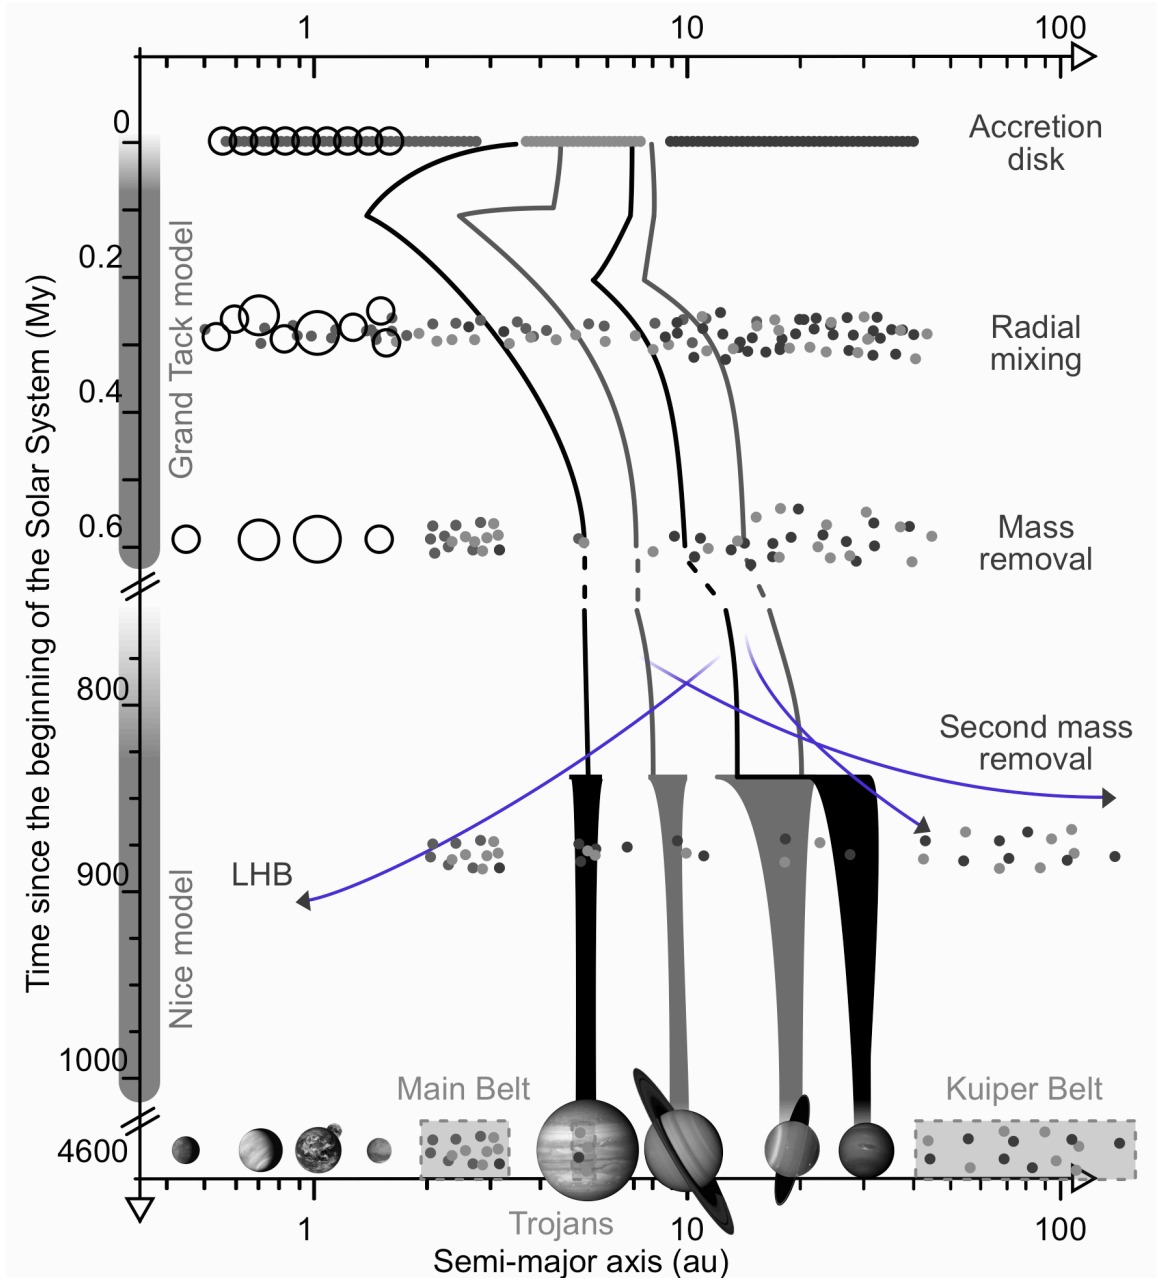 1 10 100
0
Accretion
disk
0.2
Radial
mixing
0.4
Grand Tack model
0.6
Mass
removal
Time since the beginning of the Solar System (My)
800
Second mass
removal
LHB
900
Nice model
1000
Main Belt
Kuiper Belt
4600
1 10 100
Trojans
Semi-major axis (au)